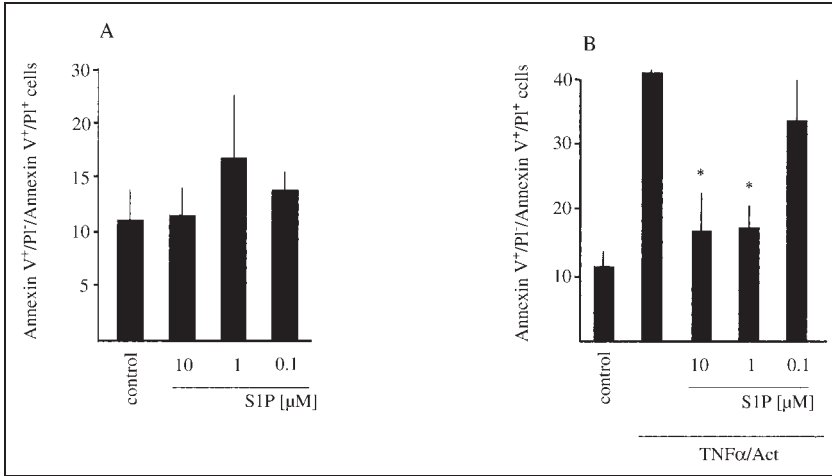 A
Annexin V⁺/PI⁻/Annexin V⁺/PI⁺ cells
30
20
15
10
5
control
10 1 0.1
S1P [µM]
B
Annexin V⁺/PI⁻/Annexin V⁺/PI⁺ cells
40
30
20
10
* *
control
10 1 0.1
S1P [µM]
TNFα/Act